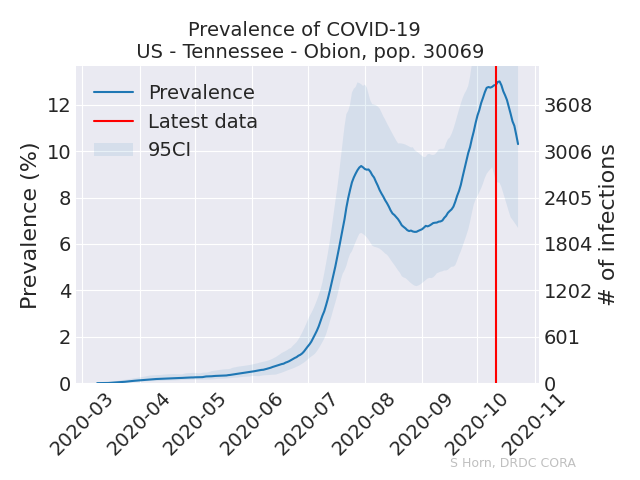 Prevalence of COVID-19
US - Tennessee - Obion, pop. 30069
Prevalence
Latest data
95CI
Prevalence (%)
12
10
8
6
4
2
0
3608
3006
2405
1804
1202
601
0
# of infections
2020-03
2020-04
2020-05
2020-06
2020-07
2020-08
2020-09
2020-10
2020-11
S Horn, DRDC CORA